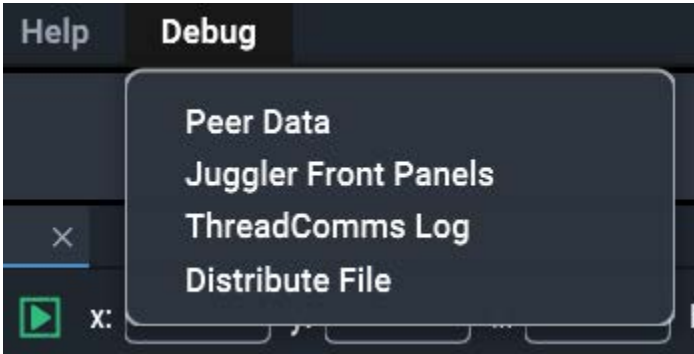 Help Debug
Peer Data
Juggler Front Panels
ThreadComms Log
Distribute File
x: